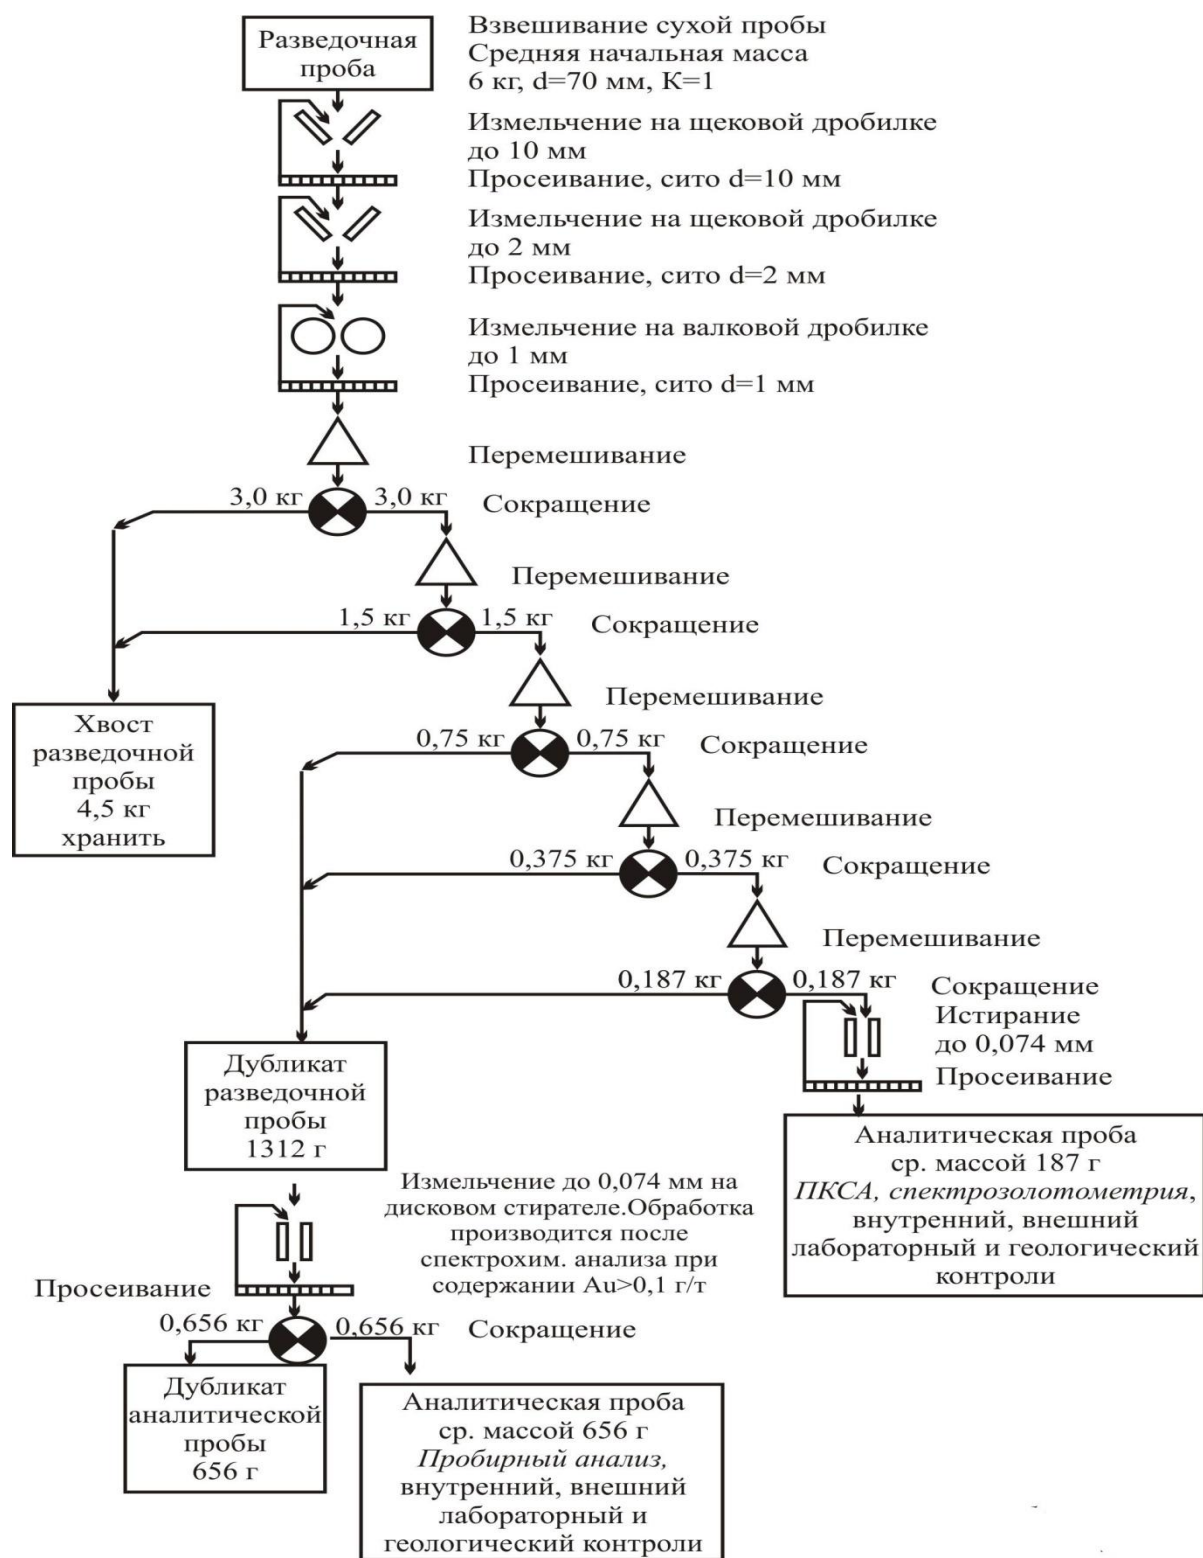 Разведочная
проба
Взвешивание сухой пробы
Средняя начальная масса
6 кг, d=70 мм, К=1
Измельчение на щековой дробилке
до 10 мм
Просеивание, сито d=10 мм
Измельчение на щековой дробилке
до 2 мм
Просеивание, сито d=2 мм
Измельчение на валковой дробилке
до 1 мм
Просеивание, сито d=1 мм
Перемешивание
3,0 кг
3,0 кг
Сокращение
Перемешивание
1,5 кг
1,5 кг
Сокращение
Перемешивание
Хвост
разведочной
пробы
4,5 кг
хранить
0,75 кг
0,75 кг
Сокращение
Перемешивание
0,375 кг
0,375 кг
Сокращение
Перемешивание
0,187 кг
0,187 кг
Сокращение
Истирание
до 0,074 мм
Просеивание
Дубликат
разведочной
пробы
1312 г
Аналитическая проба
ср. массой 187 г
ПКСА, спектрозолотометрия,
внутренний, внешний
лабораторный и геологический
контроли
Измельчение до 0,074 мм на
дисковом стирателе.Обработка
производится после
спектрохим. анализа при
содержании Au>0,1 г/т
Просеивание
0,656 кг
0,656 кг
Сокращение
Дубликат
аналитической
пробы
656 г
Аналитическая проба
ср. массой 656 г
Пробирный анализ,
внутренний, внешний
лабораторный и
геологический контроли